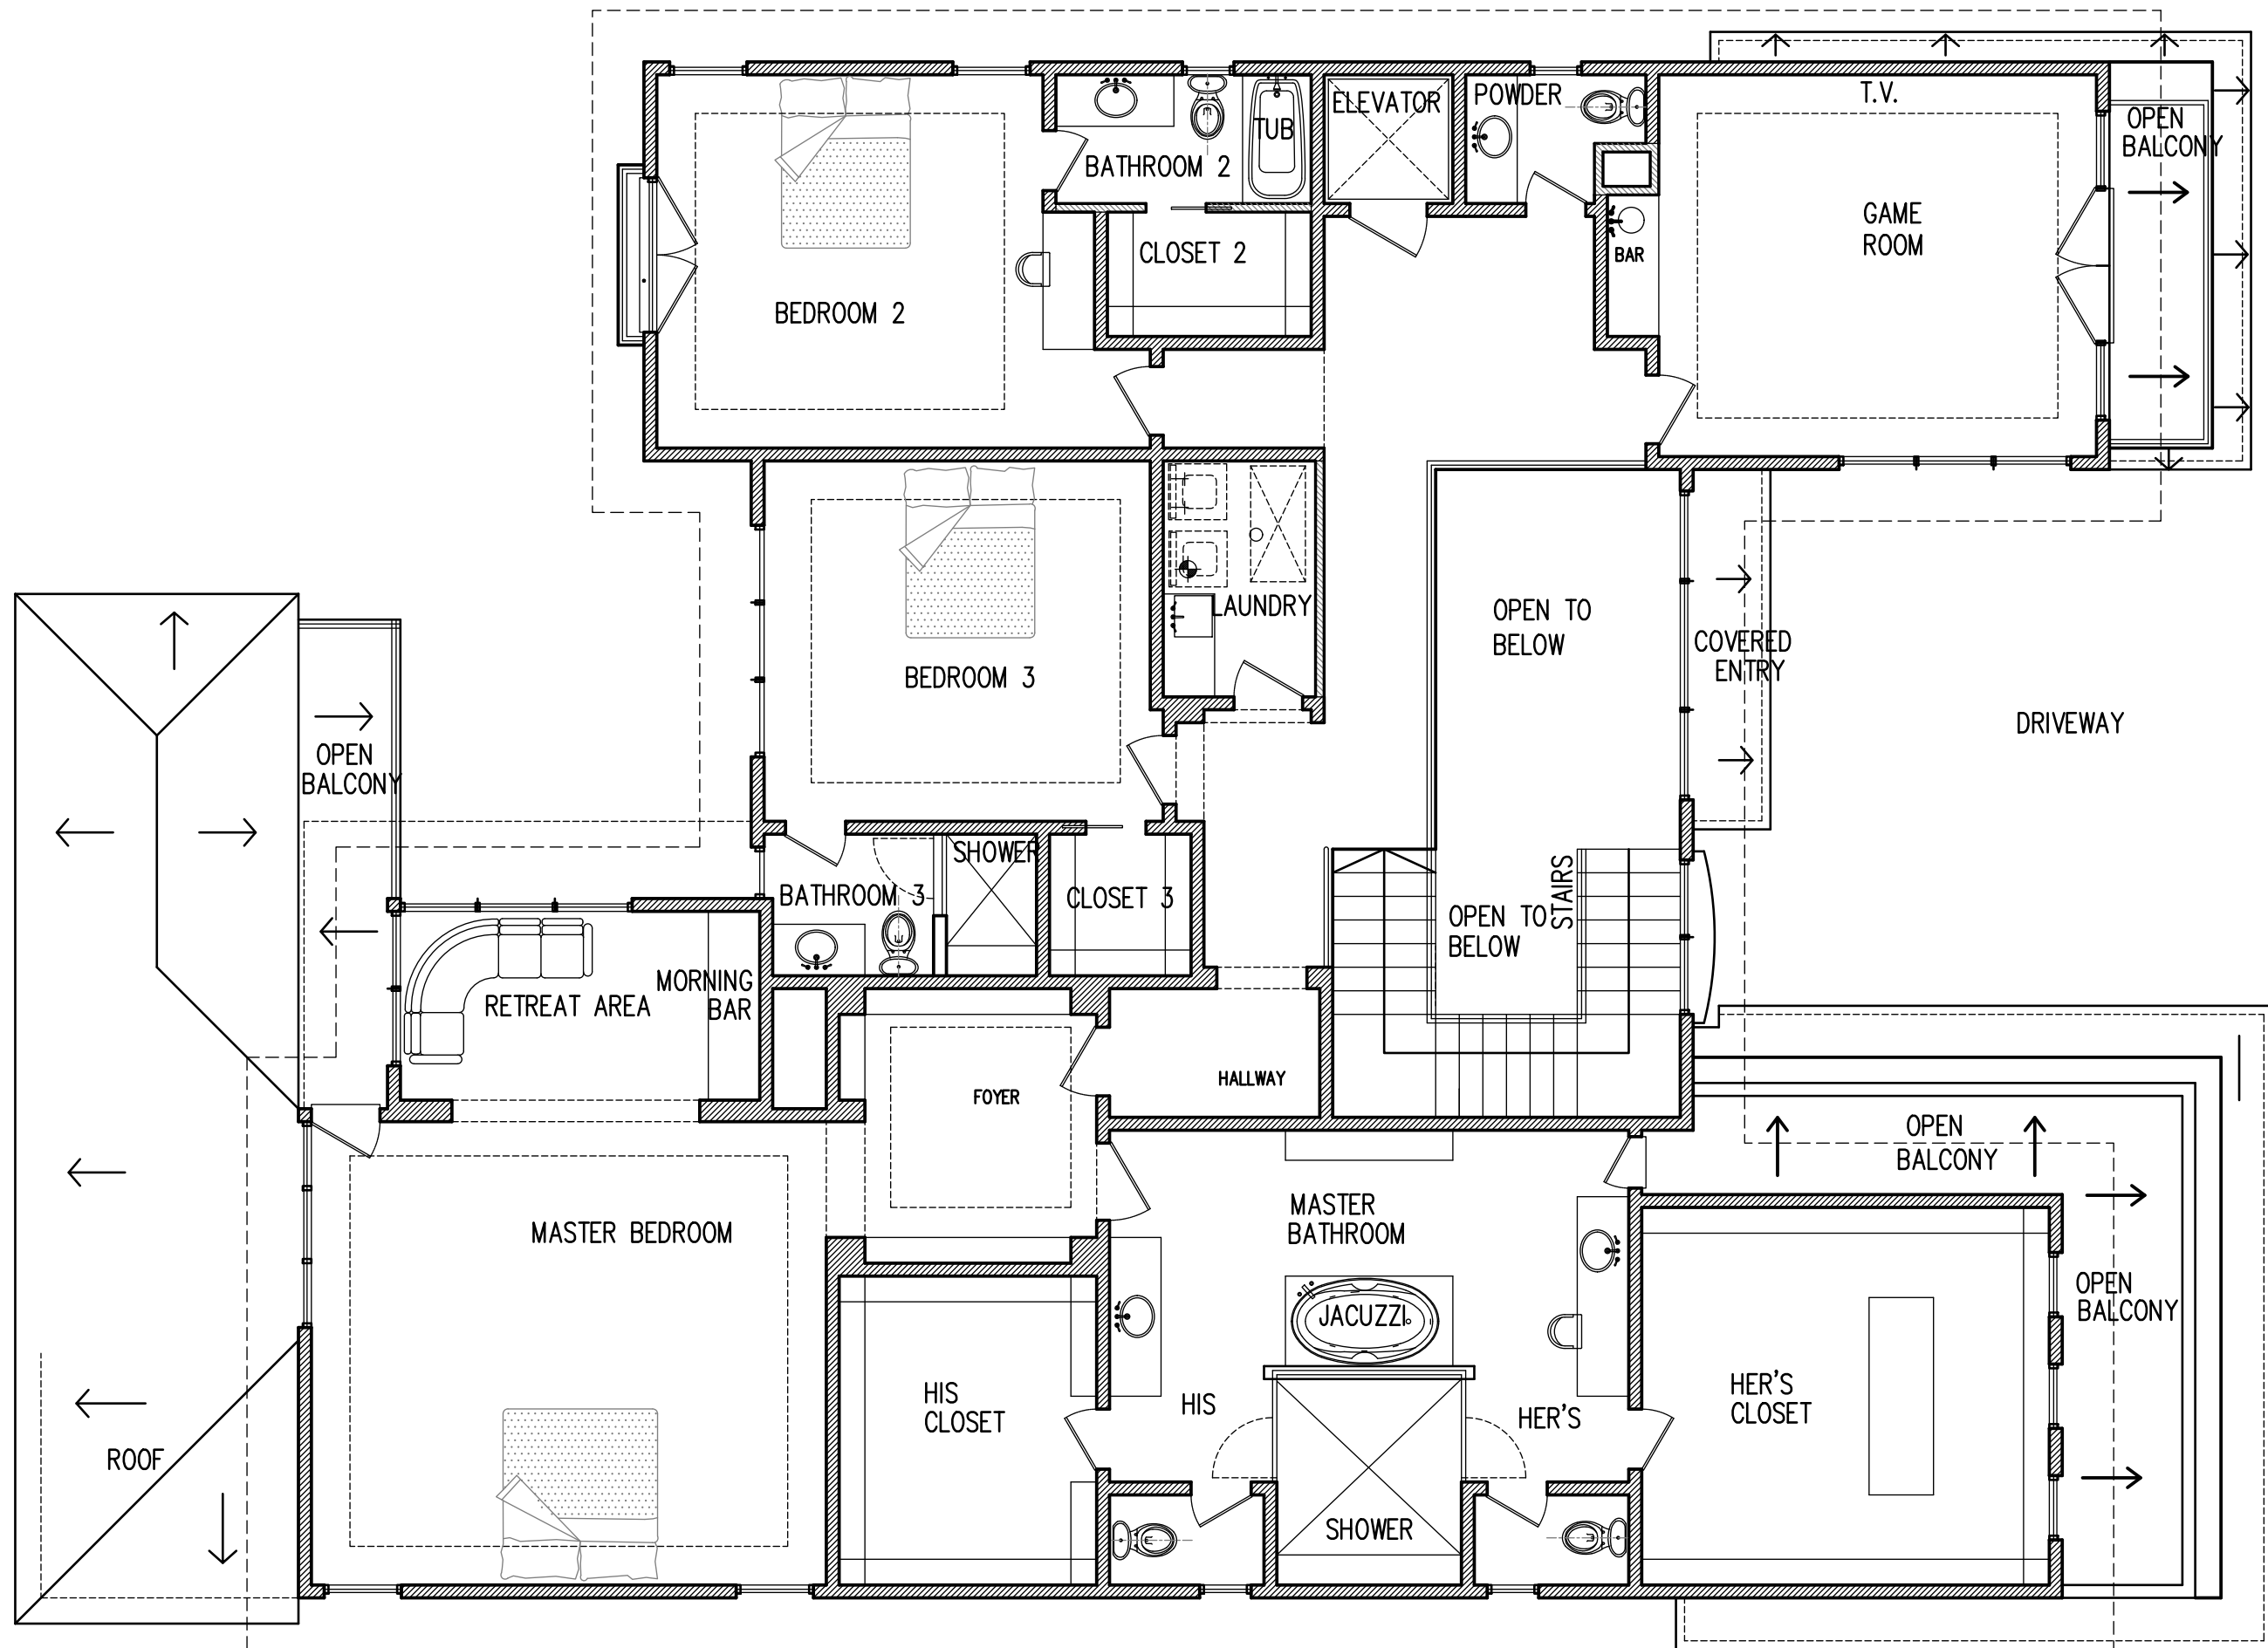 T.V.
ELEVATOR
POWDER
OPEN
BALCONY
TUB
BATHROOM 2
GAME
ROOM
CLOSET 2
BAR
BEDROOM 2
LAUNDRY
OPEN TO
BELOW
COVERED
ENTRY
BEDROOM 3
DRIVEWAY
OPEN
BALCONY
SHOWER
BATHROOM 3
CLOSET 3
STAIRS
OPEN TO
BELOW
MORNING
BAR
RETREAT AREA
HALLWAY
FOYER
OPEN
BALCONY
MASTER
BATHROOM
MASTER BEDROOM
OPEN
BALCONY
JACUZZI
HIS
CLOSET
HIS
HER'S
HER'S
CLOSET
ROOF
SHOWER